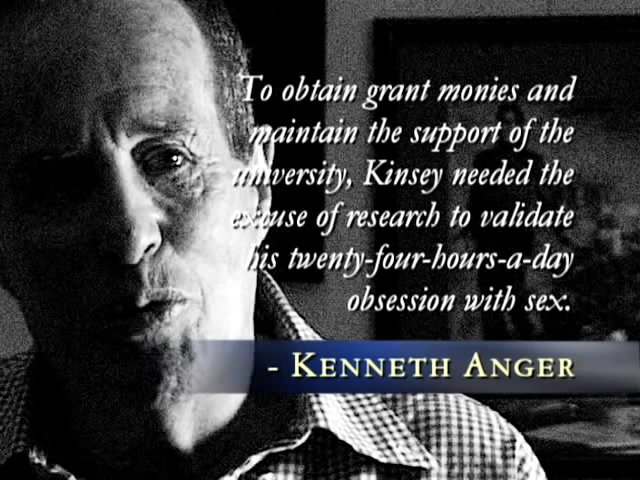 To obtain grant monies and
maintain the support of the
university, Kinsey needed the
excuse of research to validate
his twenty-four-hours-a-day
obsession with sex.
- KENNETH ANGER